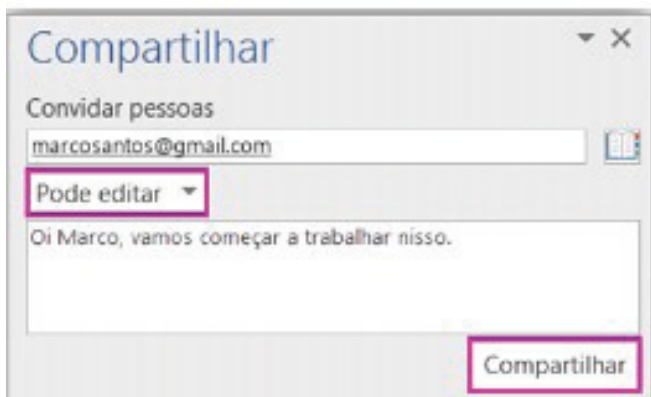 Compartilhar
Convidar pessoas
marcosantos@gmail.com
Pode editar
Oi Marco, vamos começar a trabalhar nisso.
Compartilhar